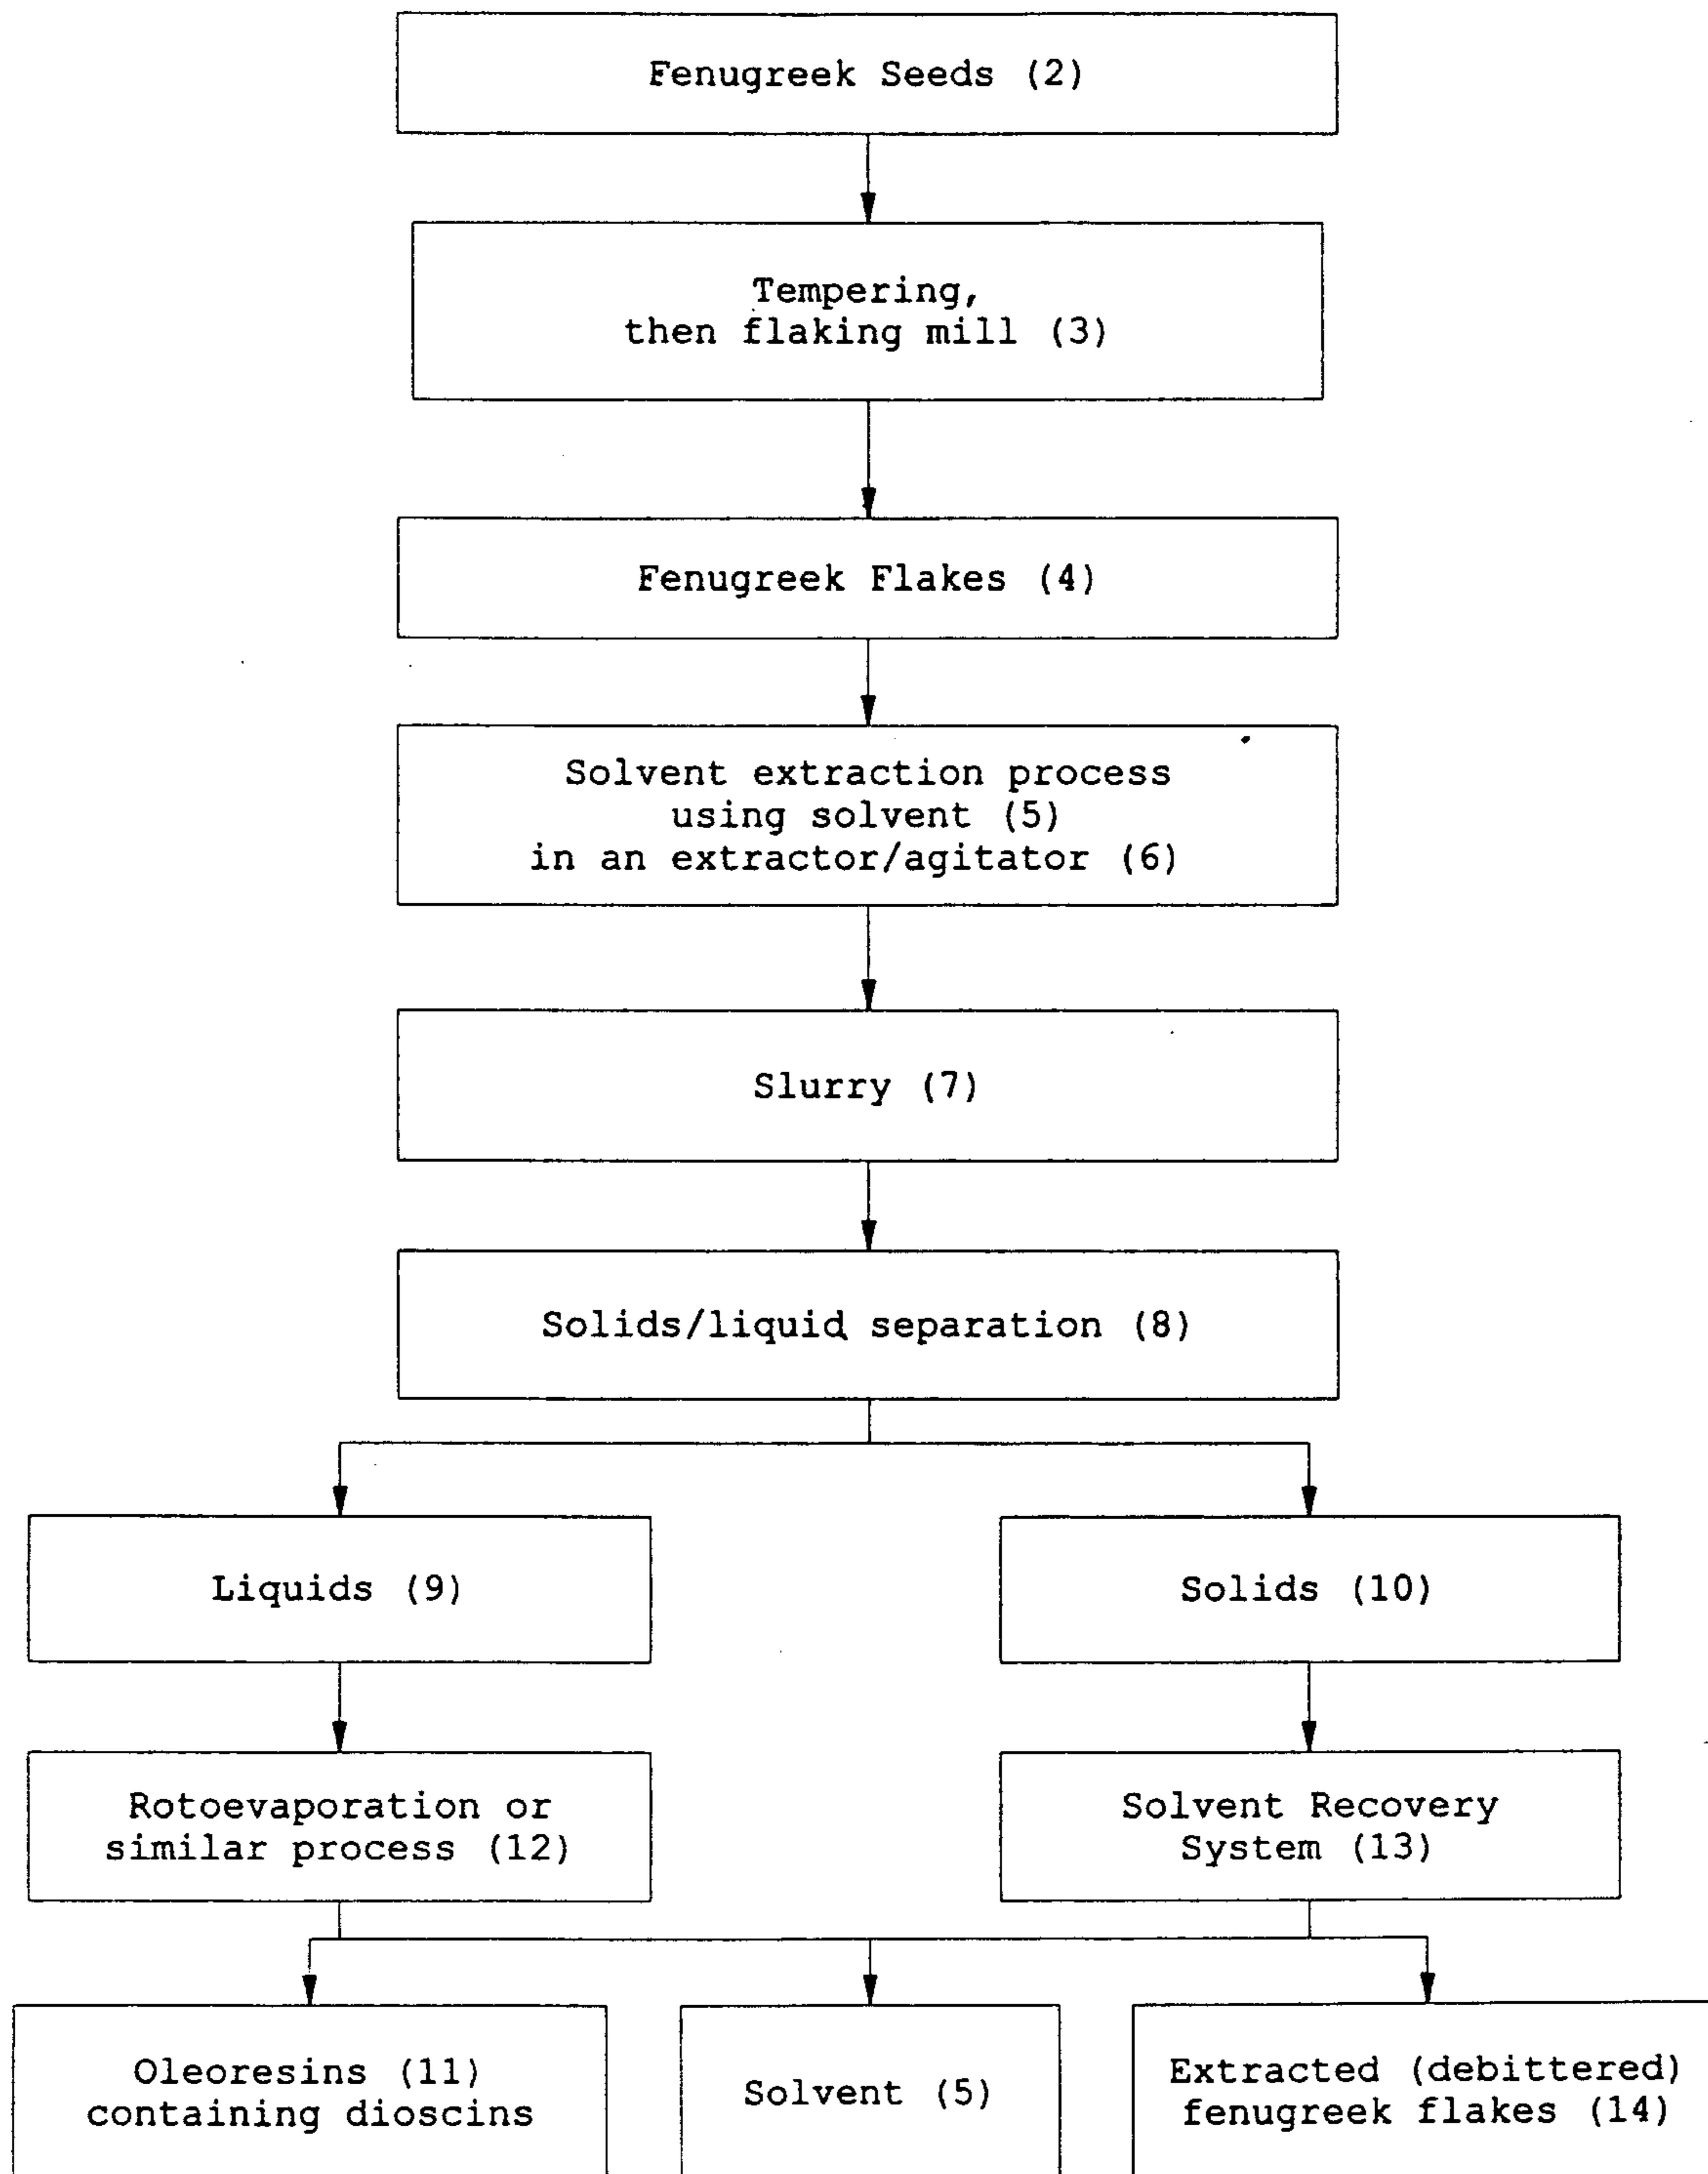 Fenugreek Seeds (2)
Tempering,
then flaking mill (3)
Fenugreek Flakes (4)
Solvent extraction process
using solvent (5)
in an extractor/agitator (6)
Slurry (7)
Solids/liquid separation (8)
Liquids (9)
Solids (10)
Rotoevaporation or
similar process (12)
Solvent Recovery
System (13)
Oleoresins (11)
containing dioscins
Solvent (5)
Extracted (debittered)
fenugreek flakes (14)